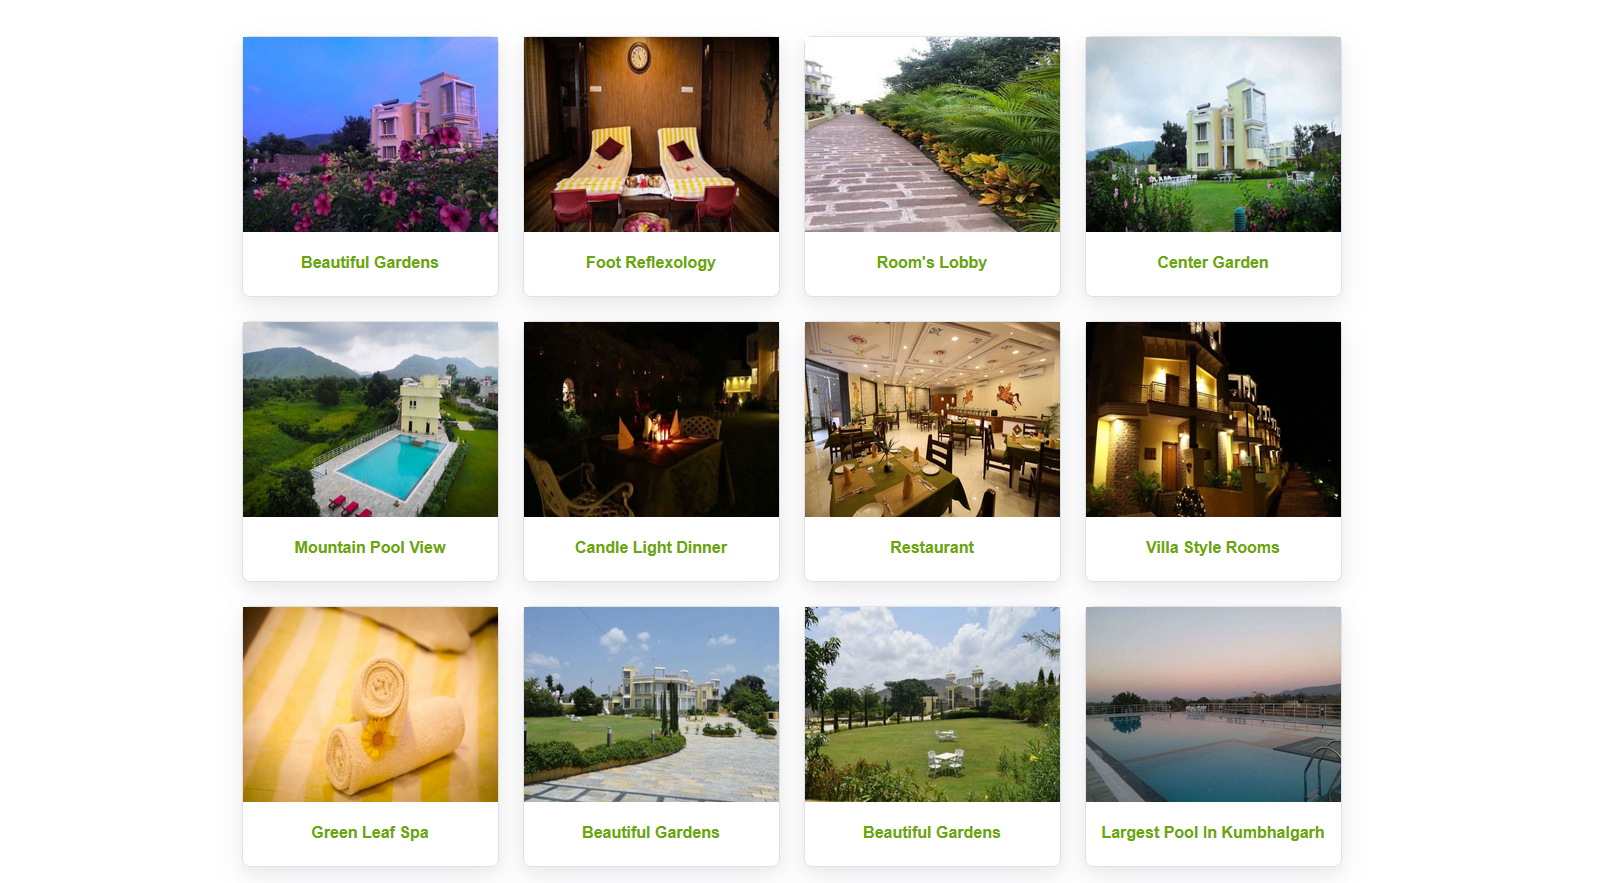 Beautiful Gardens
Foot Reflexology
Room's Lobby
Center Garden
Mountain Pool View
Candle Light Dinner
Restaurant
Villa Style Rooms
Green Leaf Spa
Beautiful Gardens
Beautiful Gardens
Largest Pool In Kumbhalgarh